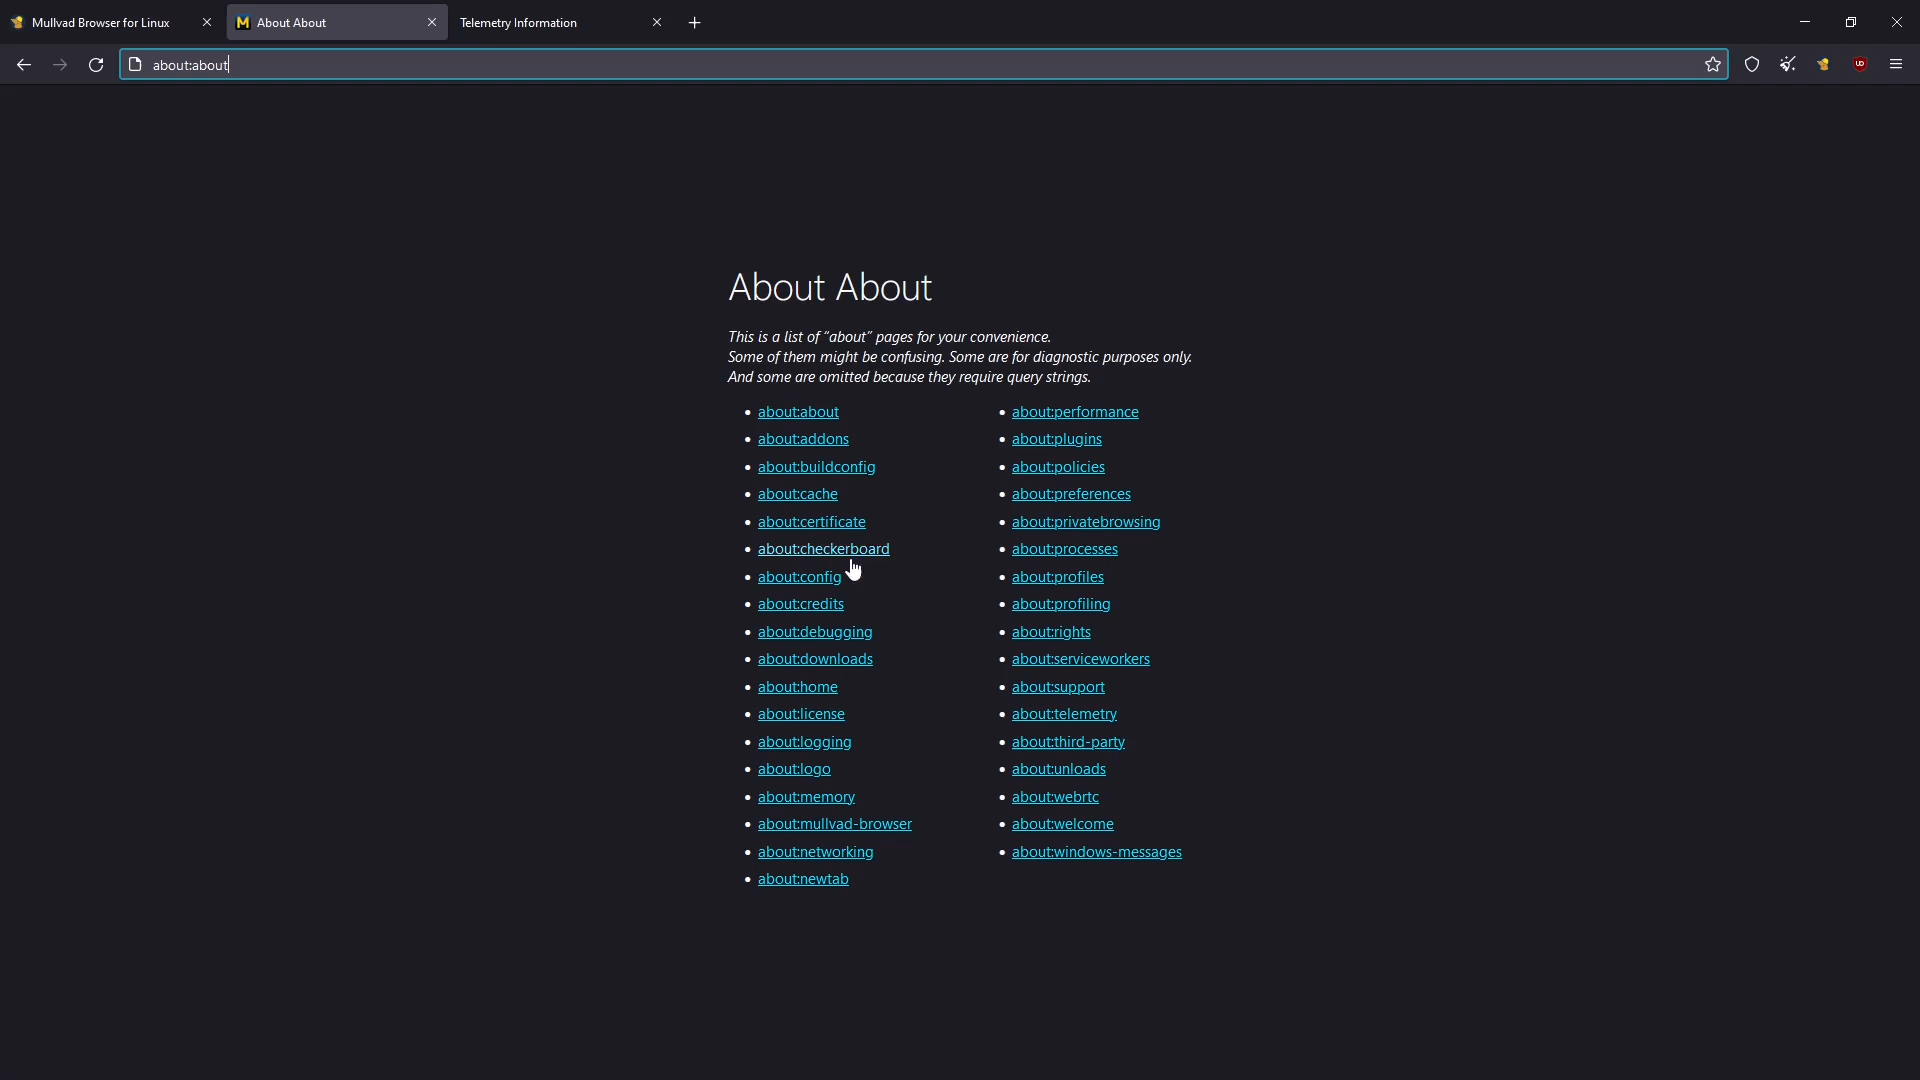 Mullvad Browser for Linux
About About
Telemetry Information
about:about
About About
This is a list of “about” pages for your convenience.
Some of them might be confusing. Some are for diagnostic purposes only.
And some are omitted because they require query strings.
about:about
about:addons
about:buildconfig
about:cache
about:certificate
about:checkerboard
about:config
about:credits
about:debugging
about:downloads
about:home
about:license
about:logging
about:logo
about:memory
about:mullvad-browser
about:networking
about:newtab
about:performance
about:plugins
about:policies
about:preferences
about:privatebrowsing
about:processes
about:profiles
about:profiling
about:rights
about:serviceworkers
about:support
about:telemetry
about:third-party
about:unloads
about:webrtc
about:welcome
about:windows-messages